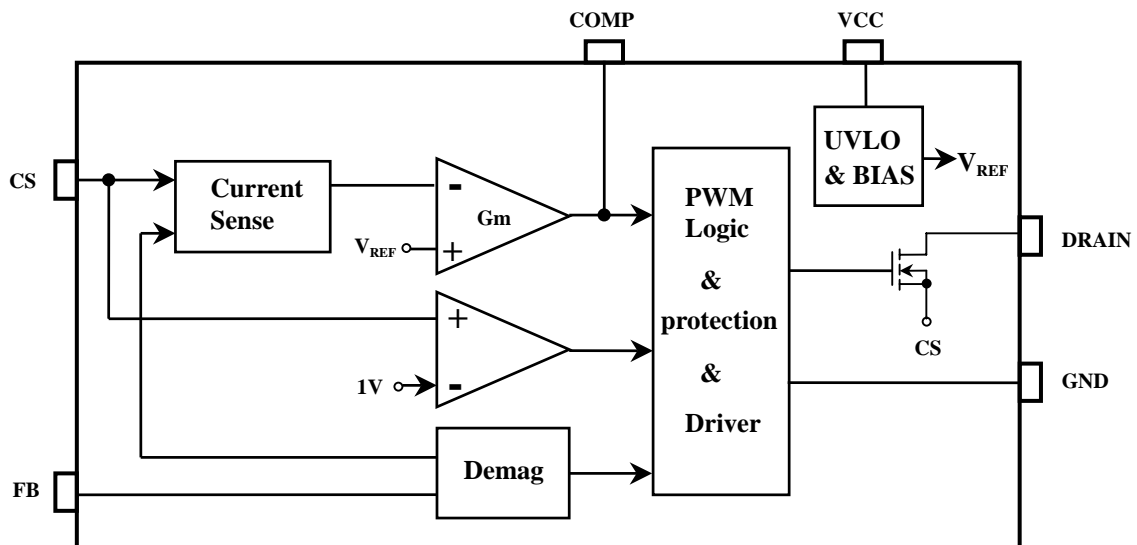 COMP
VCC
CS
Current
Sense
-
Gm
+
VREF
PWM
Logic
&
protection
&
Driver
UVLO
& BIAS
VREF
DRAIN
CS
GND
+
1V
-
Demag
FB